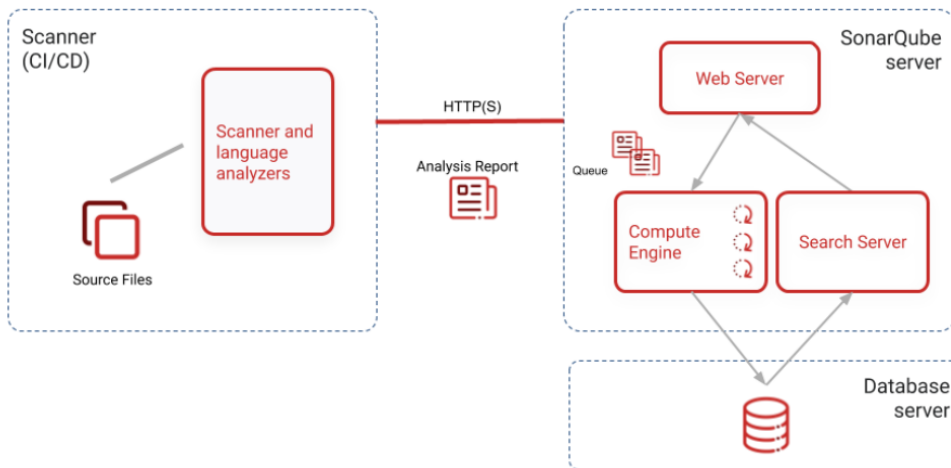 Scanner
(CI/CD)
Scanner and
language
analyzers
Source Files
HTTP(S)
Analysis Report
SonarQube
server
Web Server
Queue
Compute
Engine
Search Server
Database
server